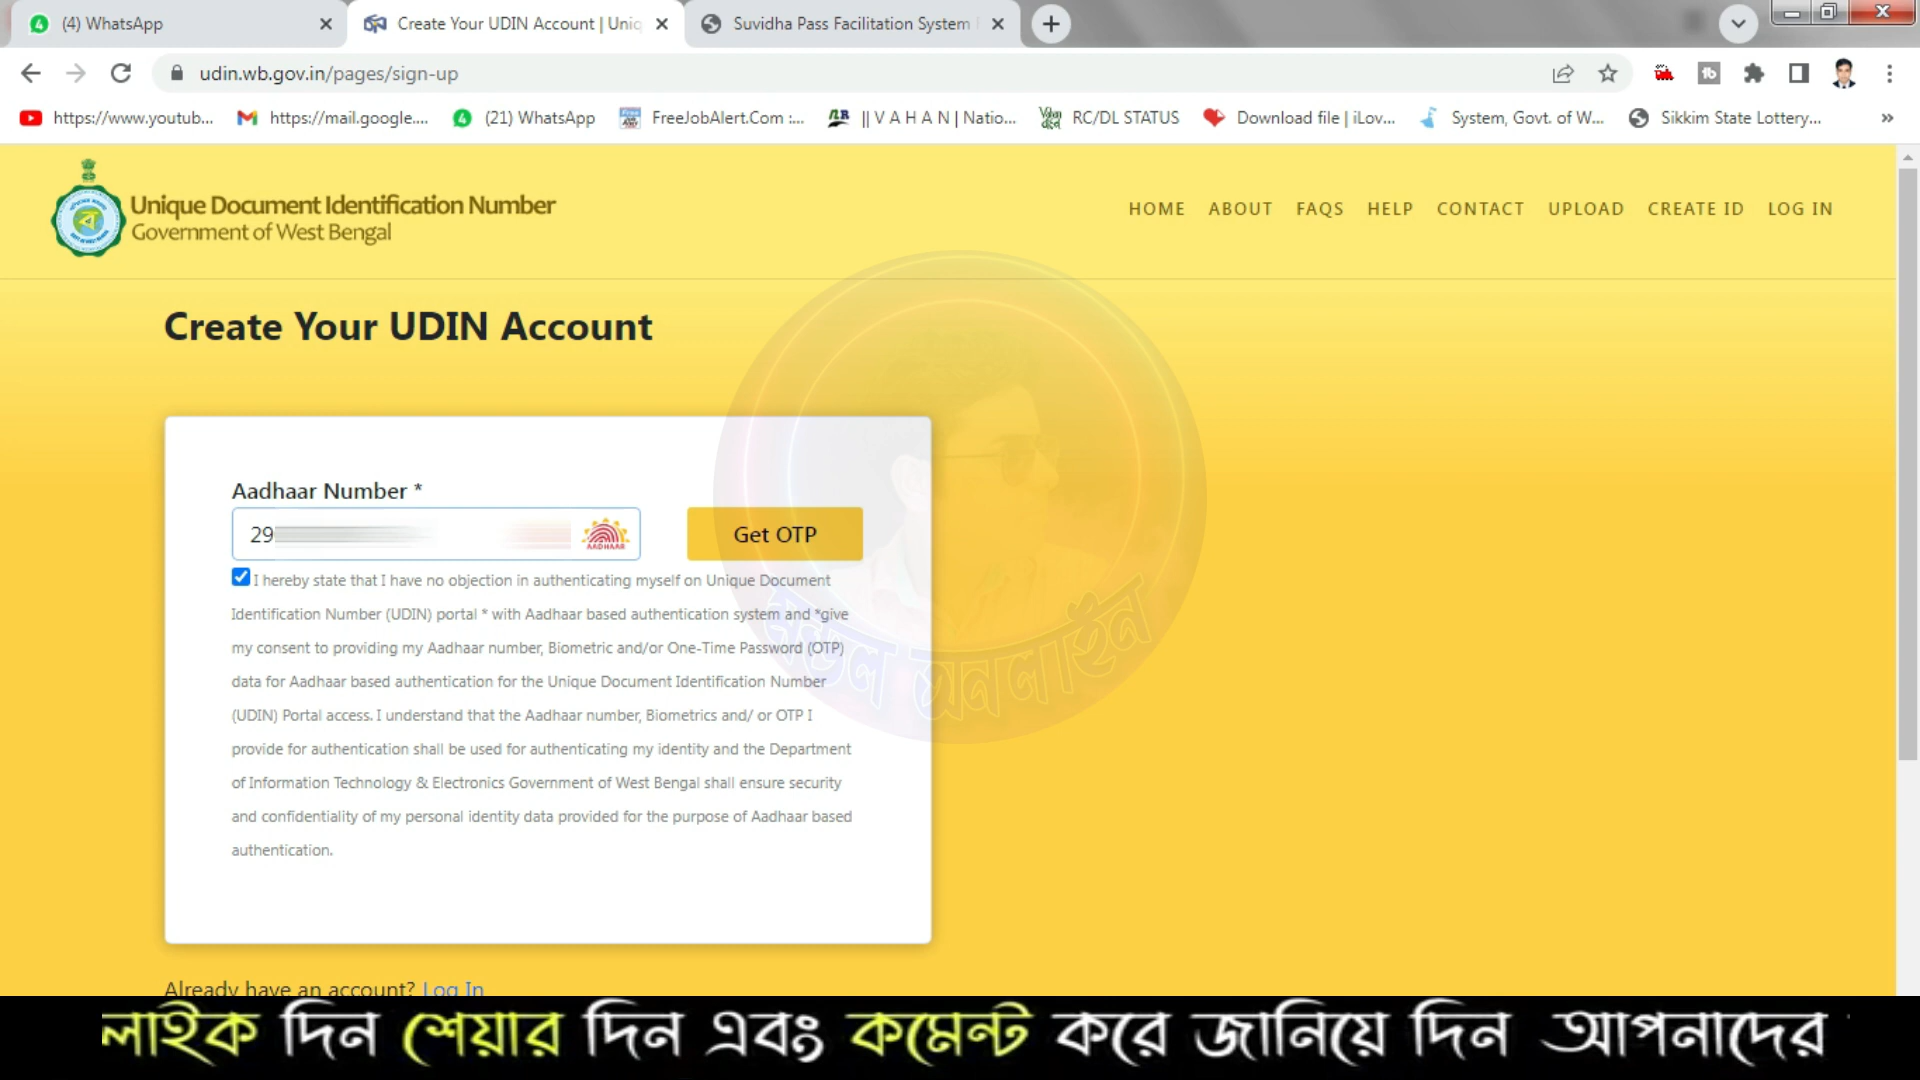 (4) WhatsApp
Create Your UDIN Account | Uniq
Suvidha Pass Facilitation System
udin.wb.gov.in/pages/sign-up
https://www.youtub...
https://mail.google....
(21) WhatsApp
FreeJobAlert.Com :...
|| V A H A N | Natio...
RC/DL STATUS
Download file | iLov...
System, Govt. of W...
Sikkim State Lottery...
Unique Document Identification Number
Government of West Bengal
HOME ABOUT FAQS HELP CONTACT UPLOAD CREATE ID LOG IN
Create Your UDIN Account
Aadhaar Number *
29
AADHAAR
Get OTP
I hereby state that I have no objection in authenticating myself on Unique Document
Identification Number (UDIN) portal * with Aadhaar based authentication system and *give
my consent to providing my Aadhaar number, Biometric and/or One-Time Password (OTP)
data for Aadhaar based authentication for the Unique Document Identification Number
(UDIN) Portal access. I understand that the Aadhaar number, Biometrics and/ or OTP I
provide for authentication shall be used for authenticating my identity and the Department
of Information Technology & Electronics Government of West Bengal shall ensure security
and confidentiality of my personal identity data provided for the purpose of Aadhaar based
authentication.
মন্ডল অনলাইন
Already have an account? Log In
লাইক দিন শেয়ার দিন এবং কমেন্ট করে জানিয়ে দিন আপনাদের